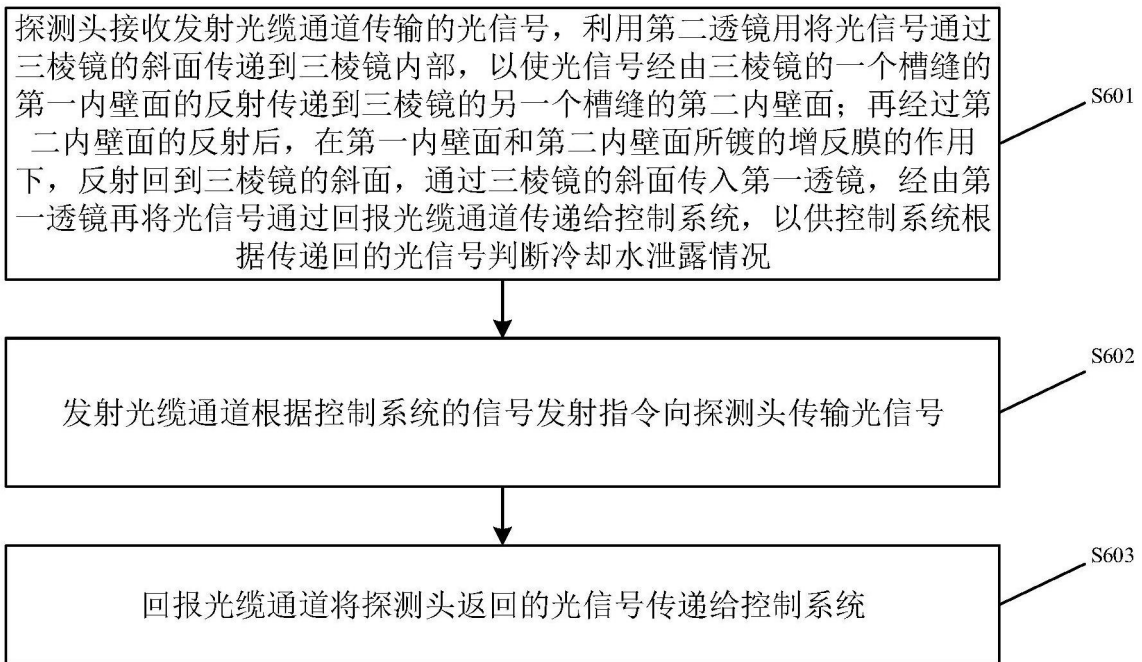 探测头接收发射光缆通道传输的光信号，利用第二透镜用将光信号通过
三棱镜的斜面传递到三棱镜内部，以使光信号经由三棱镜的一个槽缝的
第一内壁面的反射传递到三棱镜的另一个槽缝的第二内壁面；再经过第
二内壁面的反射后，在第一内壁面和第二内壁面所镀的增反膜的作用
下，反射回到三棱镜的斜面，通过三棱镜的斜面传入第一透镜，经由第
一透镜再将光信号通过回报光缆通道传递给控制系统，以供控制系统根
据传递回的光信号判断冷却水泄露情况
S601
发射光缆通道根据控制系统的信号发射指令向探测头传输光信号
S602
回报光缆通道将探测头返回的光信号传递给控制系统
S603